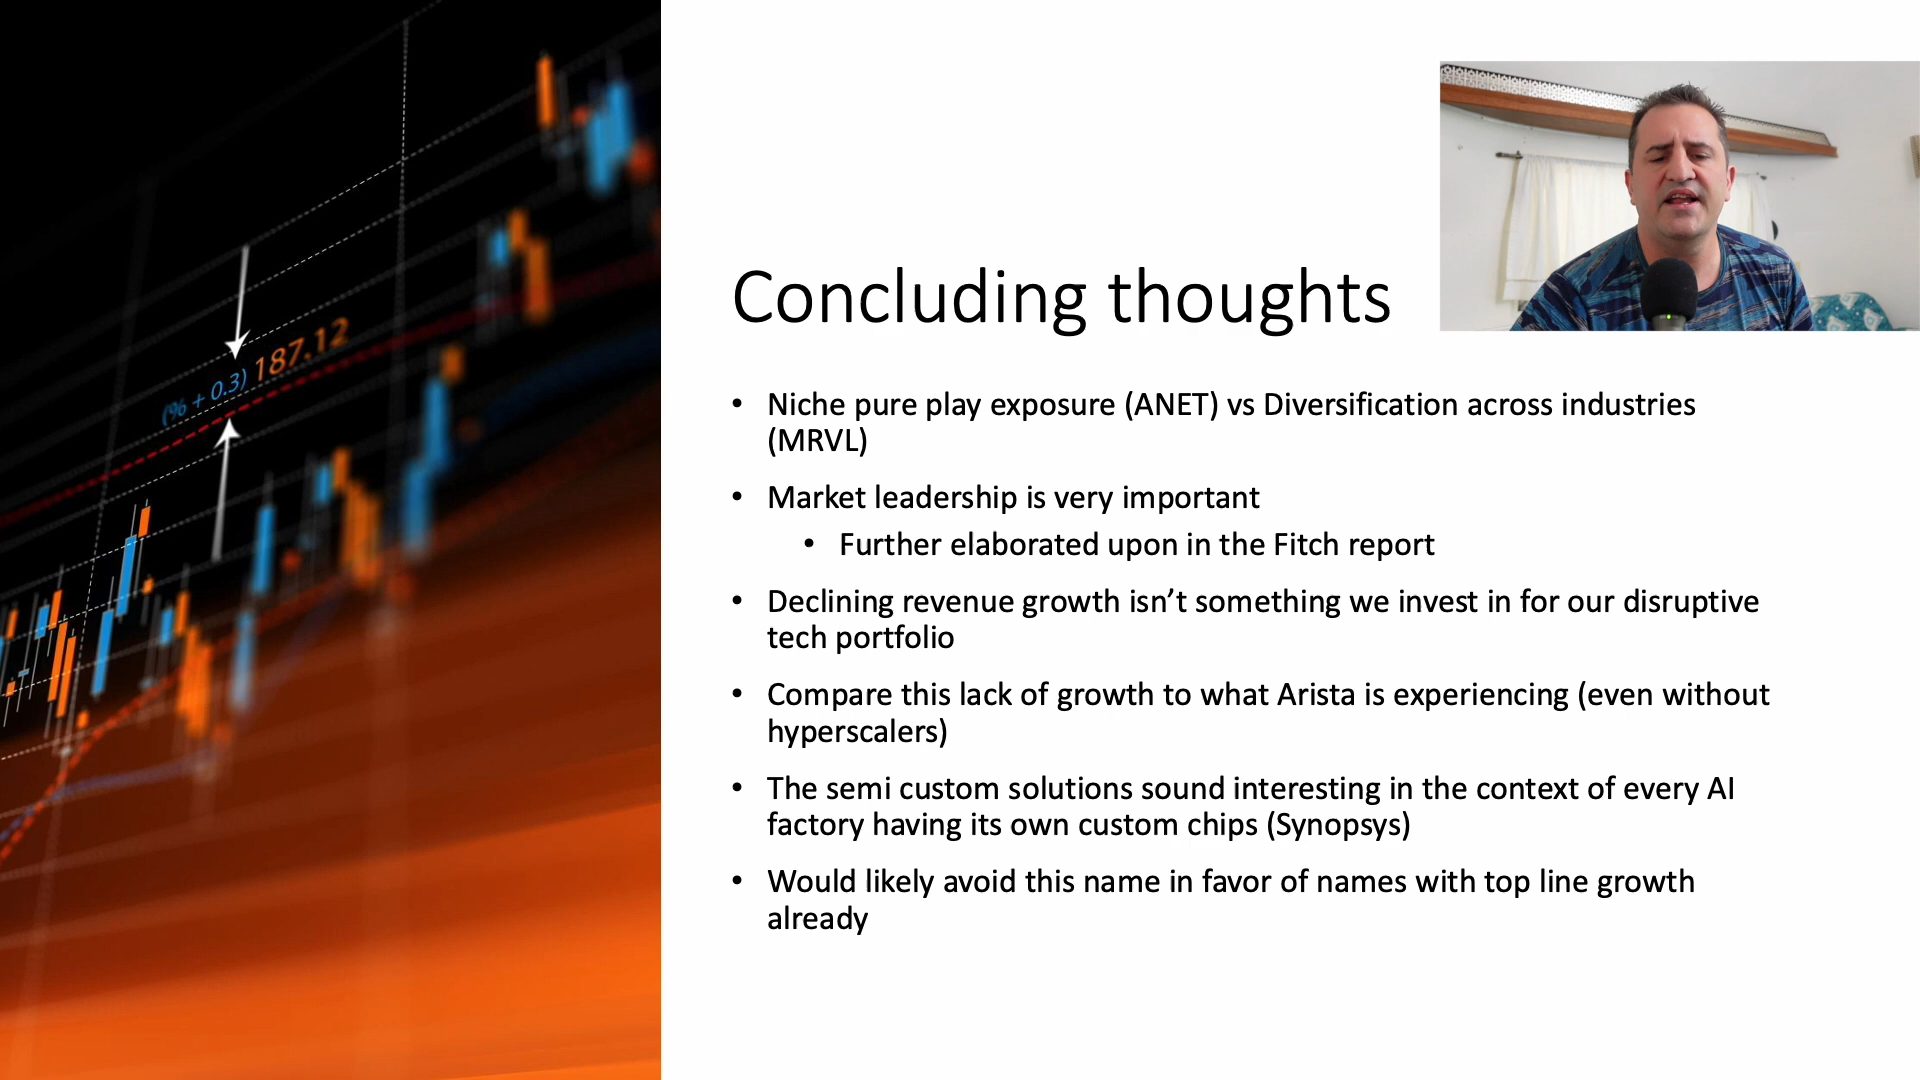 (% + 0.3) 187.12
Concluding thoughts
• Niche pure play exposure (ANET) vs Diversification across industries
(MRVL)
• Market leadership is very important
• Further elaborated upon in the Fitch report
• Declining revenue growth isn’t something we invest in for our disruptive
tech portfolio
• Compare this lack of growth to what Arista is experiencing (even without
hyperscalers)
• The semi custom solutions sound interesting in the context of every AI
factory having its own custom chips (Synopsys)
• Would likely avoid this name in favor of names with top line growth
already